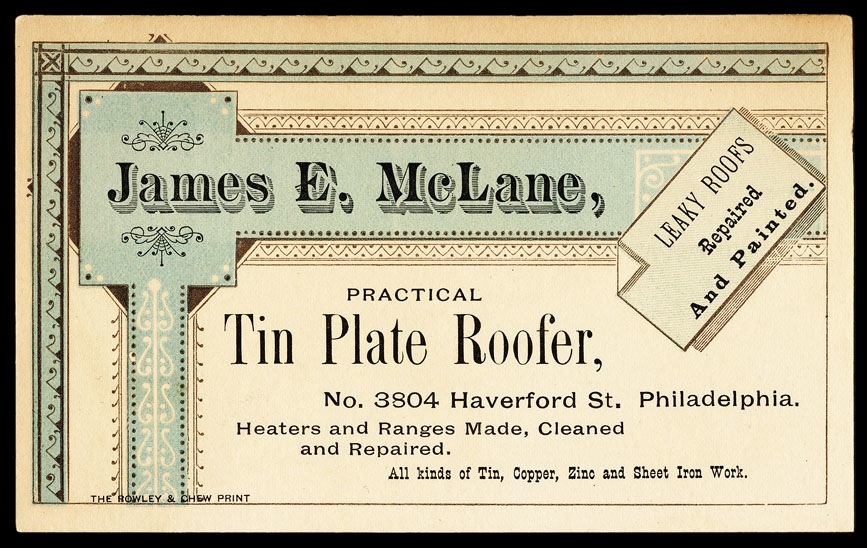 James E. McLane,
LEAKY ROOFS
Repaired
And Painted.
PRACTICAL
Tin Plate Roofer,
No. 3804 Haverford St. Philadelphia.
Heaters and Ranges Made, Cleaned
and Repaired.
All kinds of Tin, Copper, Zinc and Sheet Iron Work.
THE ROWLEY & CHEW PRINT